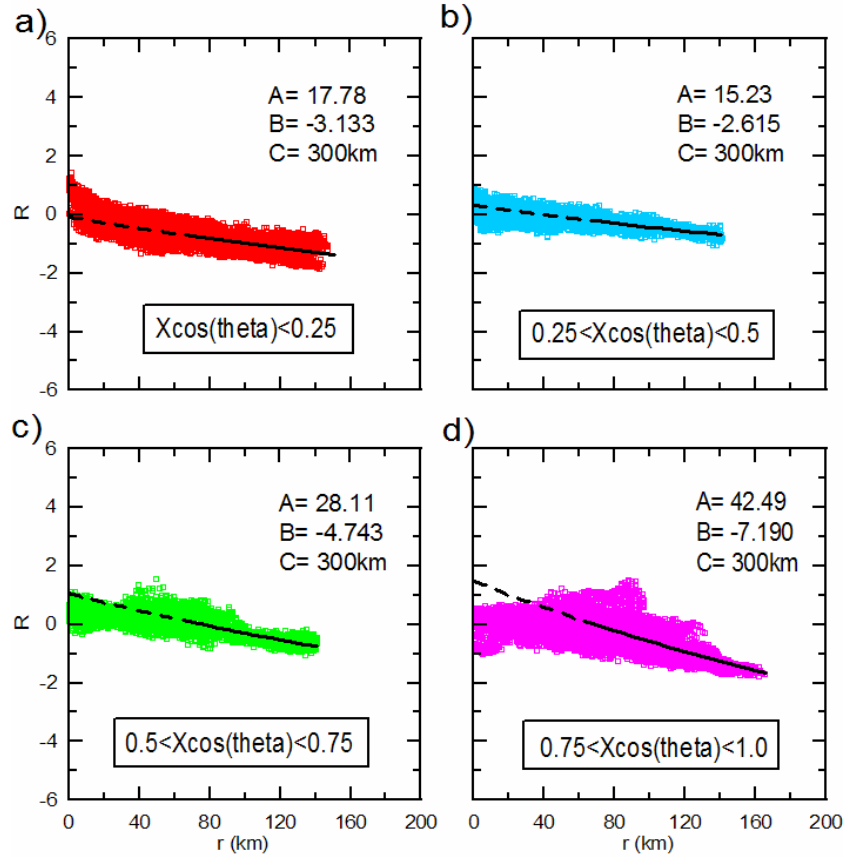 a)
6
4
2
0
-2
-4
-6
R
A= 17.78
B= -3.133
C= 300km
Xcos(theta)<0.25
b)
A= 15.23
B= -2.615
C= 300km
0.25<Xcos(theta)<0.5
c)
6
4
2
0
-2
-4
-6
R
A= 28.11
B= -4.743
C= 300km
0.5<Xcos(theta)<0.75
0 40 80 120 160 200
r (km)
d)
A= 42.49
B= -7.190
C= 300km
0.75<Xcos(theta)<1.0
0 40 80 120 160 200
r (km)